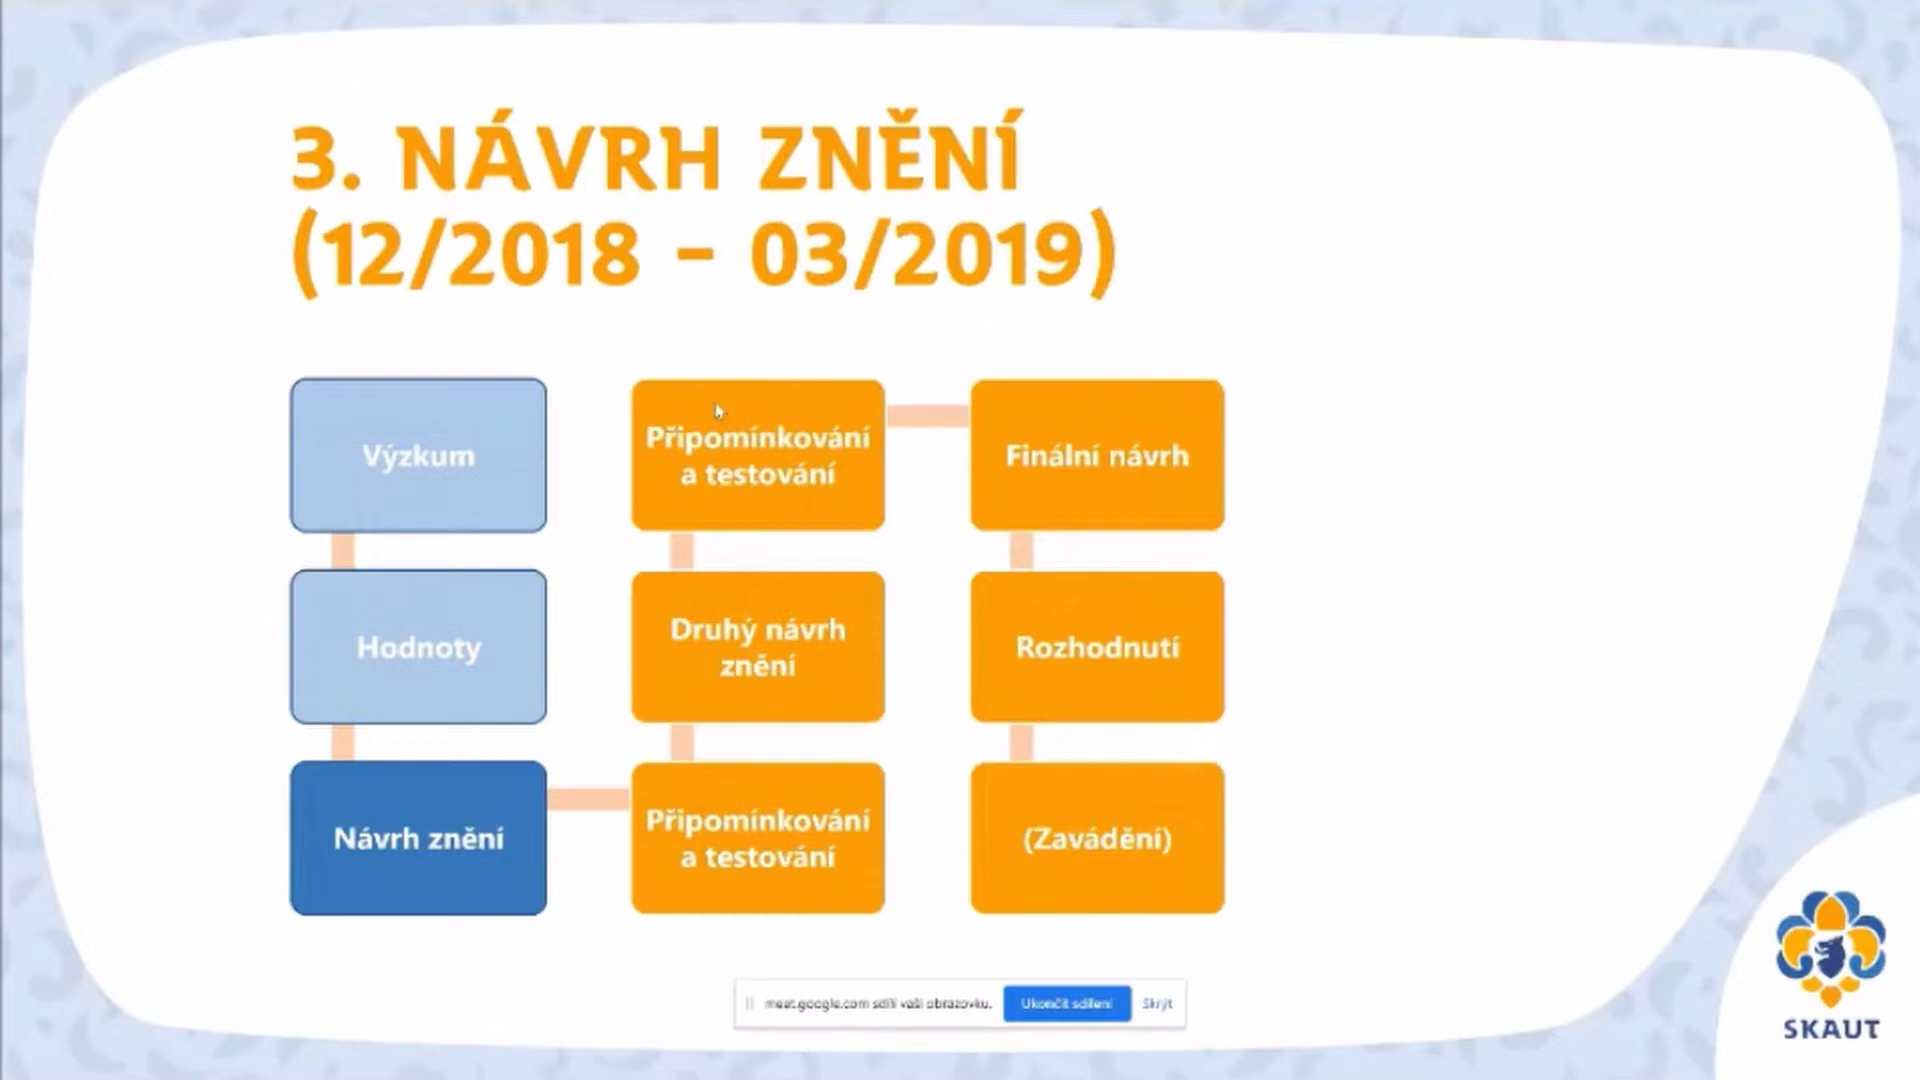 3. NÁVRH ZNĚNÍ
(12/2018 - 03/2019)
Výzkum
Hodnoty
Návrh znění
Připomínkování
a testování
Druhý návrh
znění
Připomínkování
a testování
Finální návrh
Rozhodnutí
(Zavádění)
meet.google.com sdílí vaši obrazovku.
Ukončit sdílení
Skrýt
SKAUT